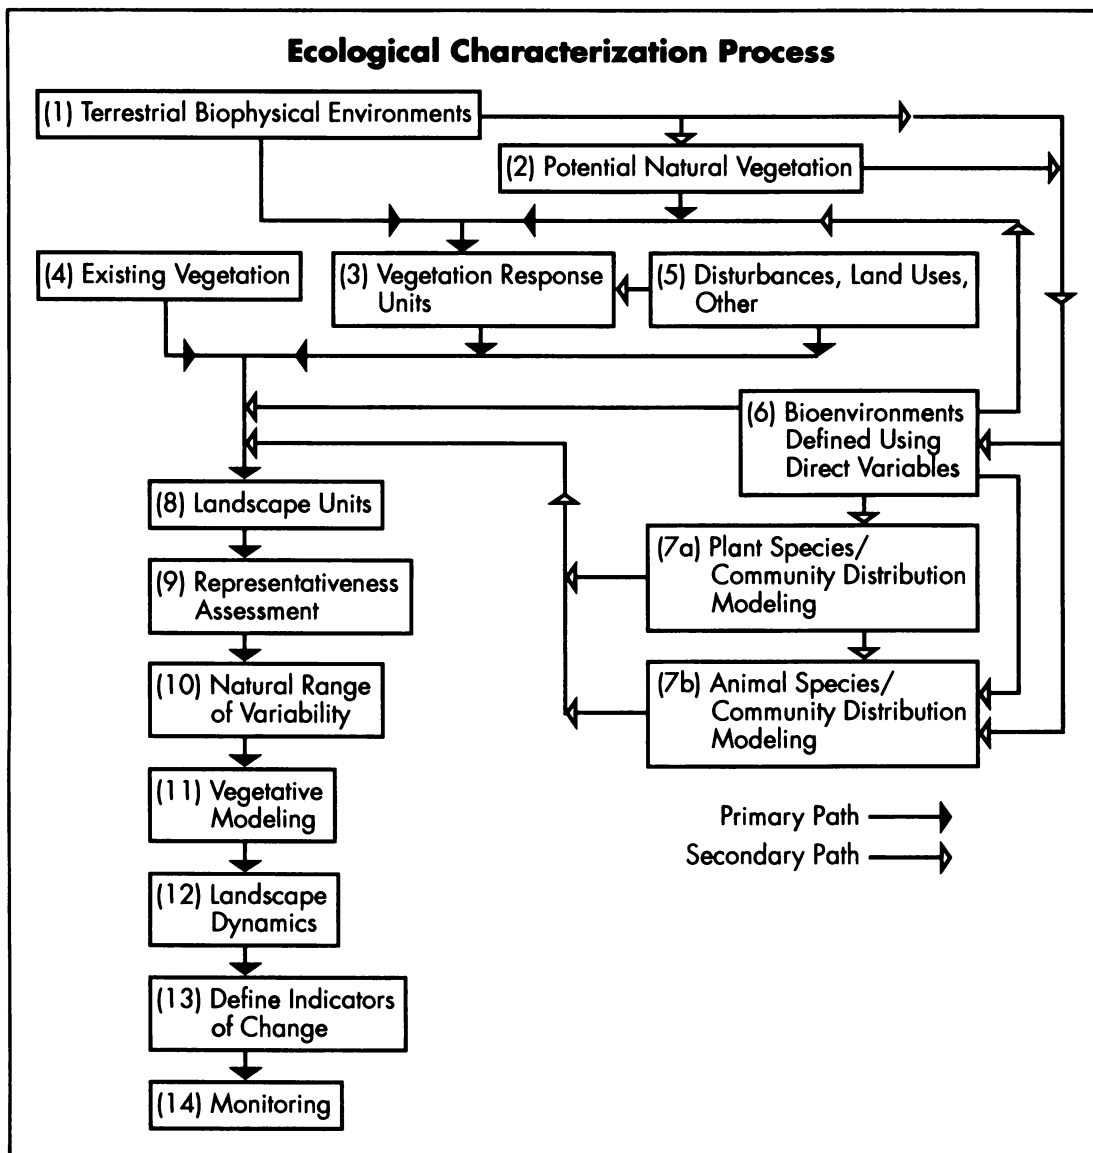 Ecological Characterization Process
(1) Terrestrial Biophysical Environments
(2) Potential Natural Vegetation
(4) Existing Vegetation
(3) Vegetation Response
Units
(5) Disturbances, Land Uses,
Other
(6) Bioenvironments
Defined Using
Direct Variables
(8) Landscape Units
(7a) Plant Species/
Community Distribution
Modeling
(9) Representativeness
Assessment
(7b) Animal Species/
Community Distribution
Modeling
(10) Natural Range
of Variability
(11) Vegetative
Modeling
Primary Path
Secondary Path
(12) Landscape
Dynamics
(13) Define Indicators
of Change
(14) Monitoring